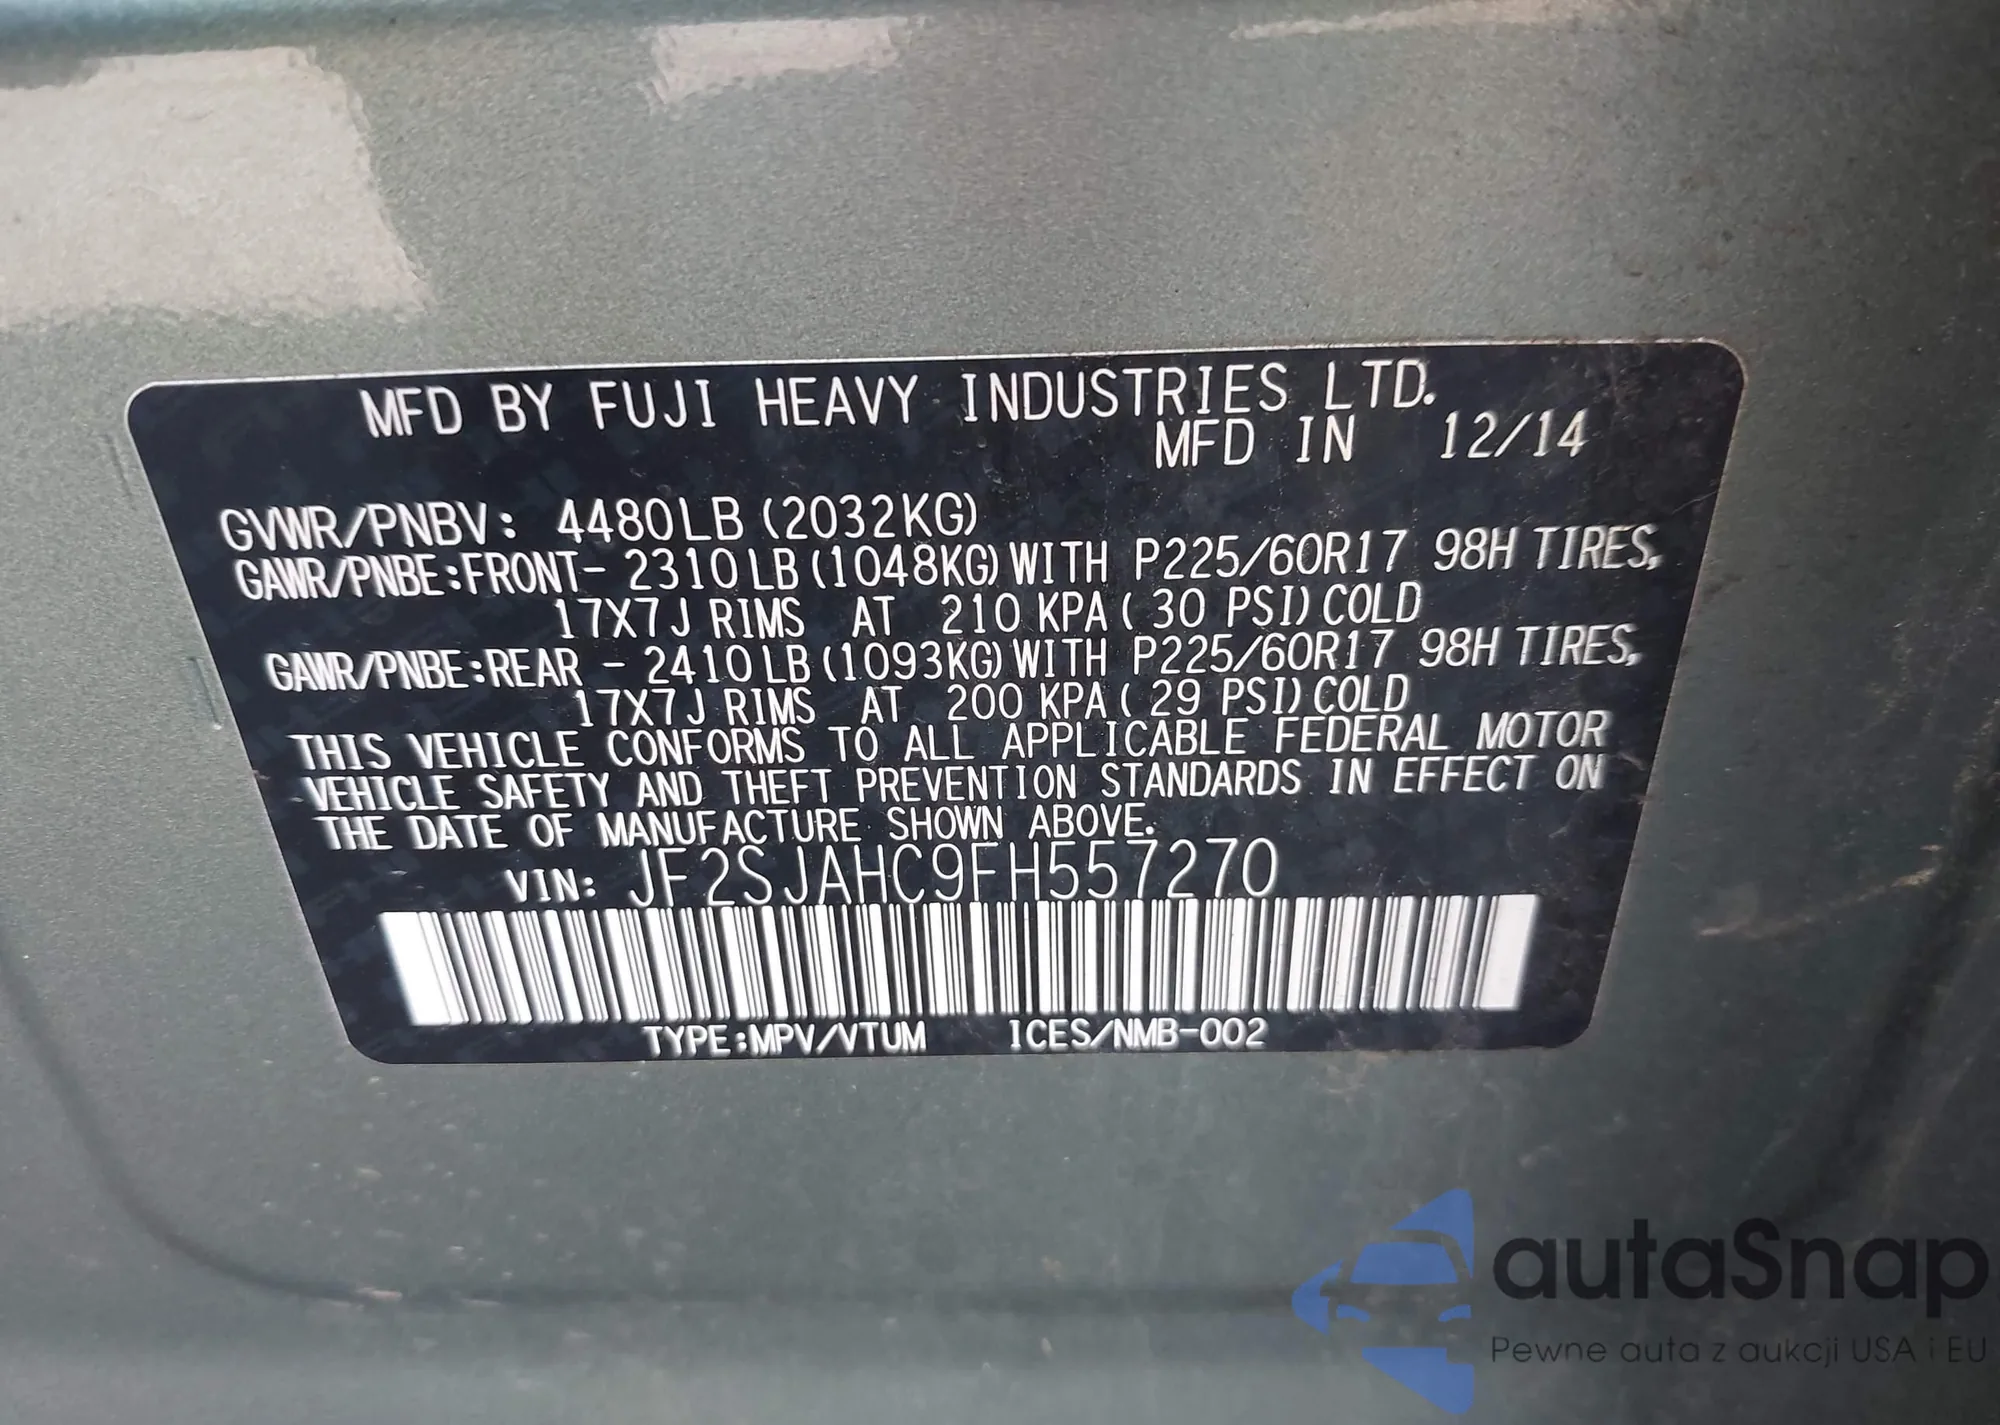 MFD BY FUJI HEAVY INDUSTRIES LTD.
MFD IN 12/14
GVWR/PNBV: 4480LB (2032KG)
GAWR/PNBE:FRONT- 2310LB (1048KG) WITH P225/60R17 98H TIRES,
17X7J RIMS AT 210 KPA ( 30 PSI) COLD
GAWR/PNBE:REAR - 2410LB (1093KG) WITH P225/60R17 98H TIRES,
17X7J RIMS AT 200 KPA ( 29 PSI) COLD
THIS VEHICLE CONFORMS TO ALL APPLICABLE FEDERAL MOTOR
VEHICLE SAFETY AND THEFT PREVENTION STANDARDS IN EFFECT ON
THE DATE OF MANUFACTURE SHOWN ABOVE.
VIN: JF2SJAHC9FH557270
TYPE:MPV/VTUM ICES/NMB-002
autaSnap
Pewne auta z aukcji USA i EU